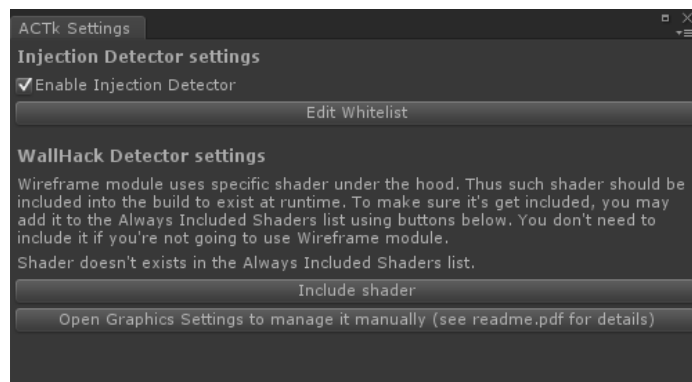 ACTk Settings
Injection Detector settings
Enable Injection Detector
Edit Whitelist
WallHack Detector settings
Wireframe module uses specific shader under the hood. Thus such shader should be
included into the build to exist at runtime. To make sure it's get included, you may
add it to the Always Included Shaders list using buttons below. You don't need to
include it if you're not going to use Wireframe module.
Shader doesn't exists in the Always Included Shaders list.
Include shader
Open Graphics Settings to manage it manually (see readme.pdf for details)